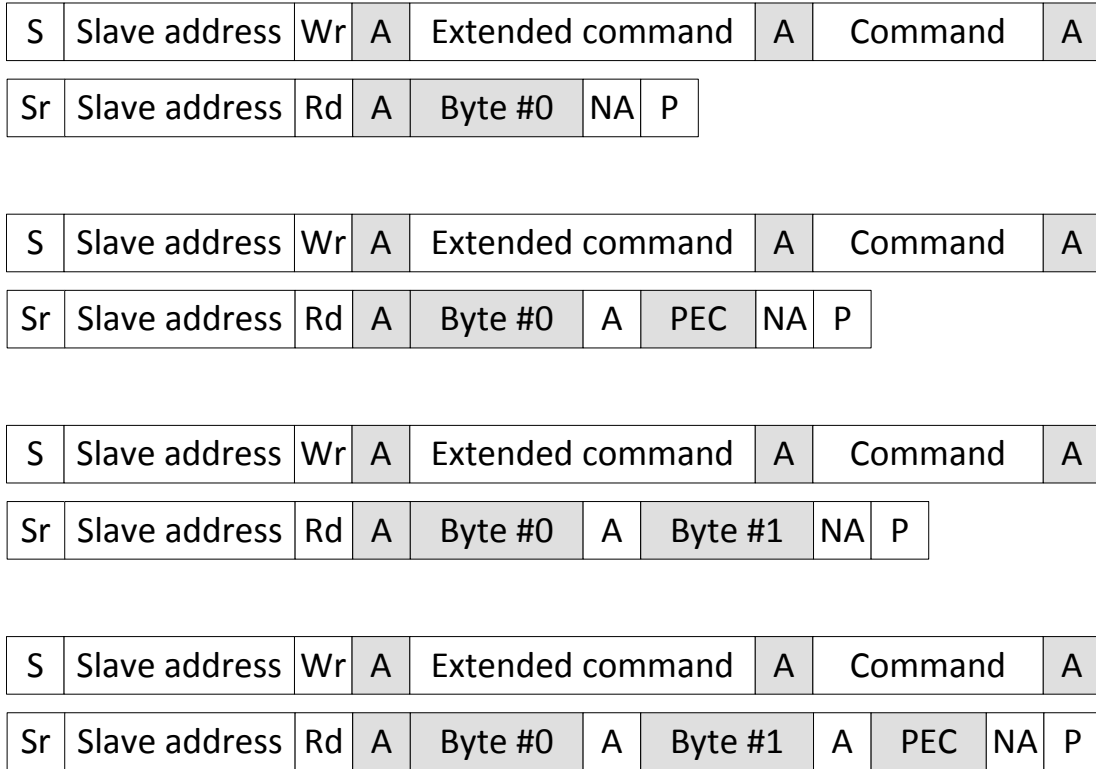 S Slave address Wr A Extended command A Command A
Sr Slave address Rd A Byte #0 NA P
S Slave address Wr A Extended command A Command A
Sr Slave address Rd A Byte #0 A PEC NA P
S Slave address Wr A Extended command A Command A
Sr Slave address Rd A Byte #0 A Byte #1 NA P
S Slave address Wr A Extended command A Command A
Sr Slave address Rd A Byte #0 A Byte #1 A PEC NA P